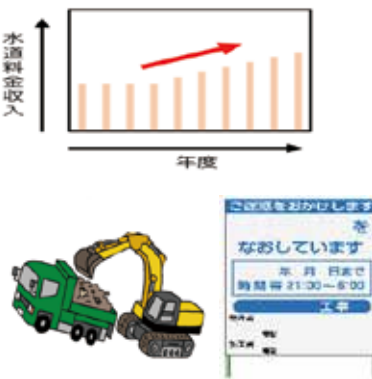 水道料金収入
年度
ご迷惑をおかけします
を
なおしています
年 月 日まで
時間帯 21:00～6:00
工事